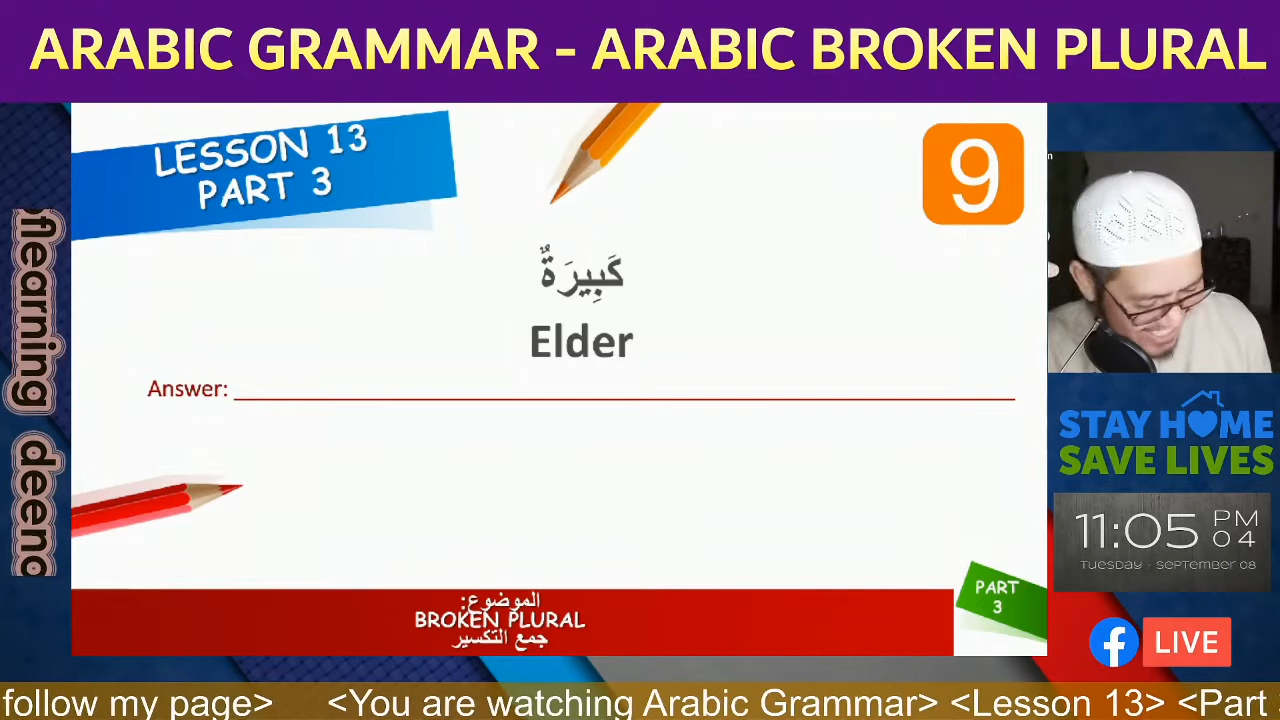 ARABIC GRAMMAR - ARABIC BROKEN PLURAL
LESSON 13
PART 3
9
كَبِيرَةٌ
Elder
Answer:
PART
3
الموضوع:
BROKEN PLURAL
جمع التكسير
flearning deen
STAY HOME
SAVE LIVES
11:05 PM
04
TUESDAY - SEPTEMBER 08
f LIVE
follow my page> <You are watching Arabic Grammar> <Lesson 13> <Part